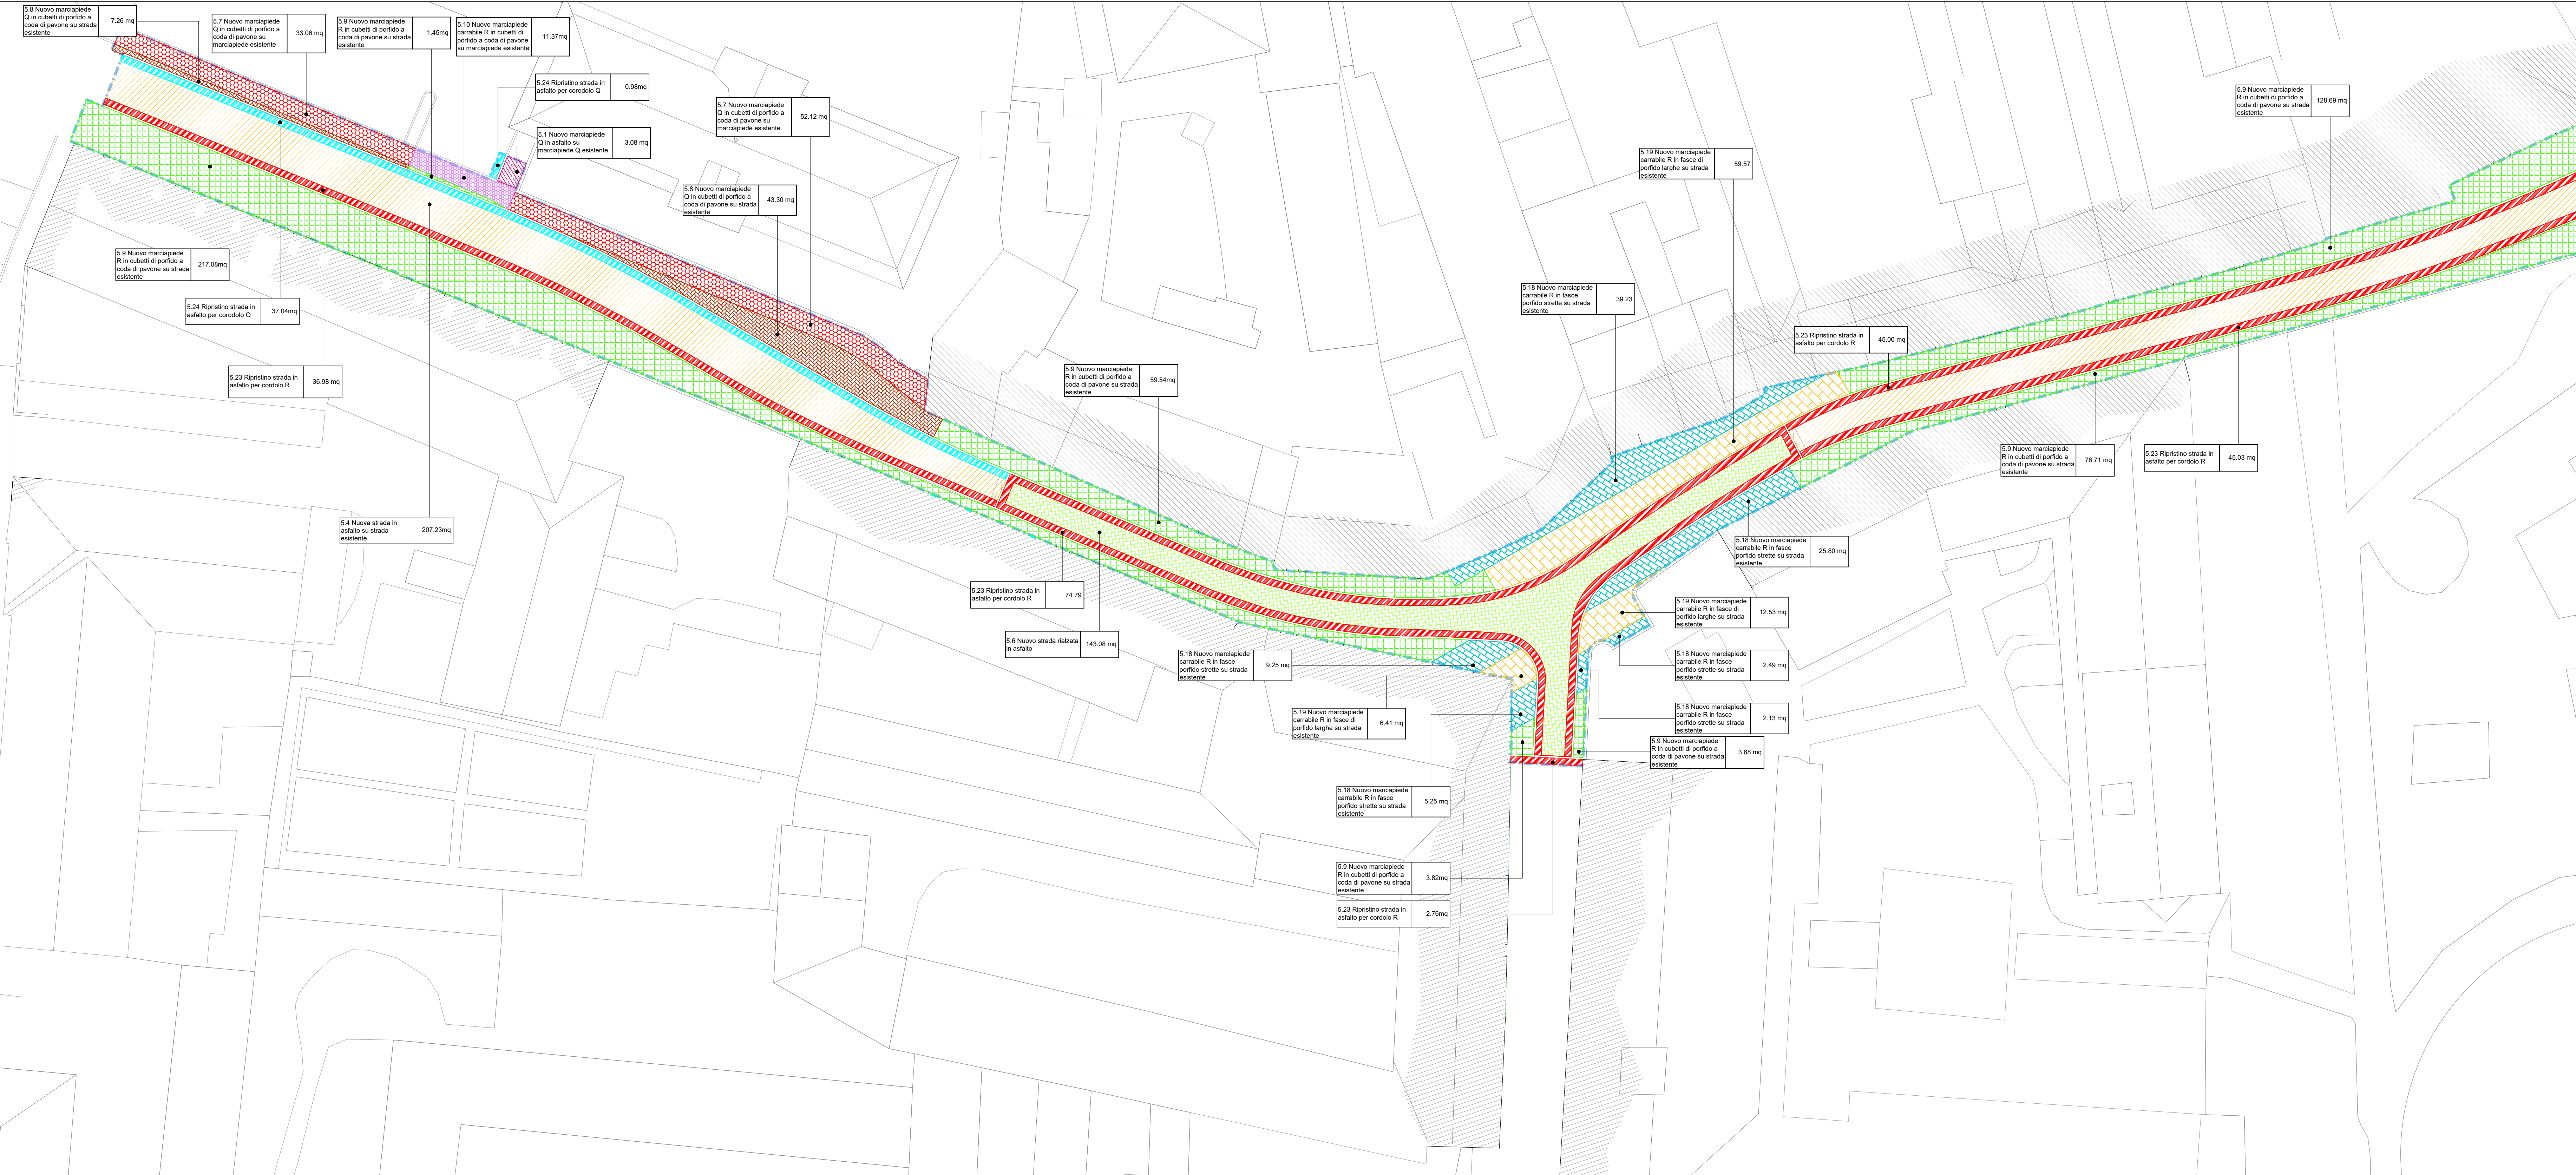 5.8 Nuovo marciapiede
Q in cubetti di porfido a
coda di pavone su strada
esistente
7.26 mq
5.7 Nuovo marciapiede
Q in cubetti di porfido a
coda di pavone su
marciapiede esistente
33.06 mq
5.9 Nuovo marciapiede
R in cubetti di porfido a
coda di pavone su strada
esistente
1.45mq
5.10 Nuovo marciapiede
carrabile R in cubetti di
porfido a coda di pavone
su marciapiede esistente
11.37mq
5.24 Ripristino strada in
asfalto per corodolo Q
0.98mq
5.7 Nuovo marciapiede
Q in cubetti di porfido a
coda di pavone su
marciapiede esistente
52.12 mq
5.1 Nuovo marciapiede
Q in asfalto su
marciapiede Q esistente
3.08 mq
5.8 Nuovo marciapiede
Q in cubetti di porfido a
coda di pavone su strada
esistente
43.30 mq
5.9 Nuovo marciapiede
R in cubetti di porfido a
coda di pavone su strada
esistente
128.69 mq
5.19 Nuovo marciapiede
carrabile R in fasce di
porfido larghe su strada
esistente
59.57
5.9 Nuovo marciapiede
R in cubetti di porfido a
coda di pavone su strada
esistente
217.08mq
5.24 Ripristino strada in
asfalto per corodolo Q
37.04mq
5.18 Nuovo marciapiede
carrabile R in fasce
porfido strette su strada
esistente
39.23
5.23 Ripristino strada in
asfalto per cordolo R
45.00 mq
5.23 Ripristino strada in
asfalto per cordolo R
36.98 mq
5.9 Nuovo marciapiede
R in cubetti di porfido a
coda di pavone su strada
esistente
59.54mq
5.9 Nuovo marciapiede
R in cubetti di porfido a
coda di pavone su strada
esistente
76.71 mq
5.23 Ripristino strada in
asfalto per cordolo R
45.03 mq
5.4 Nuova strada in
asfalto su strada
esistente
207.23mq
5.18 Nuovo marciapiede
carrabile R in fasce
porfido strette su strada
esistente
25.80 mq
5.23 Ripristino strada in
asfalto per cordolo R
74.79
5.19 Nuovo marciapiede
carrabile R in fasce di
porfido larghe su strada
esistente
12.53 mq
5.6 Nuovo strada rialzata
in asfalto
143.08 mq
5.18 Nuovo marciapiede
carrabile R in fasce
porfido strette su strada
esistente
9.25 mq
5.18 Nuovo marciapiede
carrabile R in fasce
porfido strette su strada
esistente
2.49 mq
5.19 Nuovo marciapiede
carrabile R in fasce di
porfido larghe su strada
esistente
6.41 mq
5.18 Nuovo marciapiede
carrabile R in fasce
porfido strette su strada
esistente
2.13 mq
5.9 Nuovo marciapiede
R in cubetti di porfido a
coda di pavone su strada
esistente
3.68 mq
5.18 Nuovo marciapiede
carrabile R in fasce
porfido strette su strada
esistente
5.25 mq
5.9 Nuovo marciapiede
R in cubetti di porfido a
coda di pavone su strada
esistente
3.82mq
5.23 Ripristino strada in
asfalto per cordolo R
2.76mq